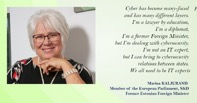 Cyber has become many-faced
and has many different layers.
I'm a lawyer by education,
I'm a diplomat,
I'm a former Foreign Minister,
but I'm dealing with cybersecurity.
I'm not an IT expert,
but I can bring to cybersecurity
relations between states.
We all need to be IT experts
Marina KALJURAND
Member of the European Parliament, S&D
Former Estonian Foreign Minister